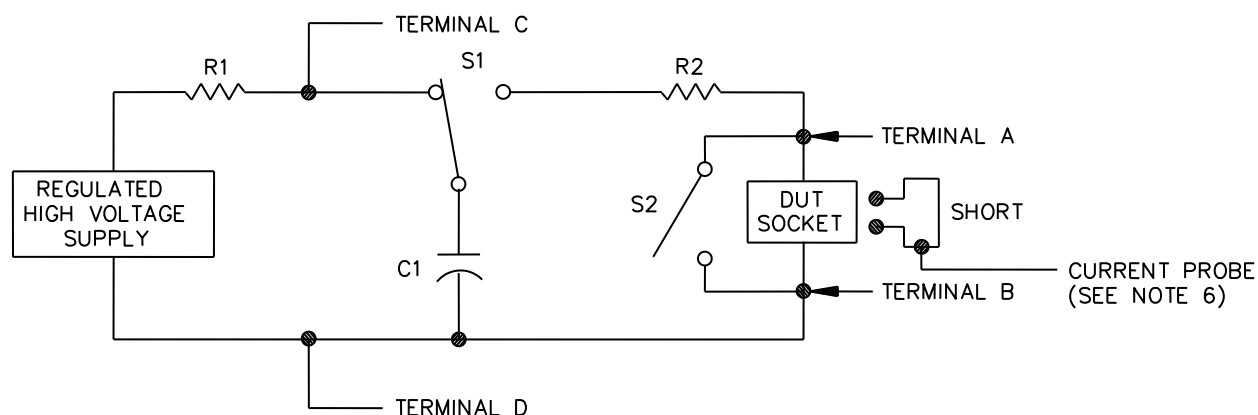 TERMINAL C
S1
R1
R2
TERMINAL A
REGULATED
HIGH VOLTAGE
SUPPLY
S2
DUT
SOCKET
SHORT
C1
CURRENT PROBE
(SEE NOTE 6)
TERMINAL B
TERMINAL D